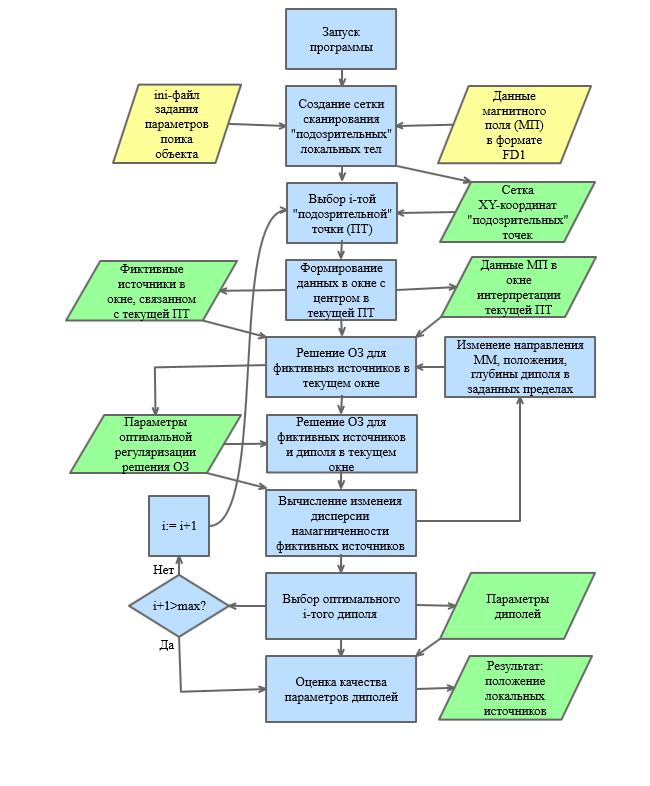 Запуск
программы
ini-файл
задания
параметров
поика
объекта
Создание сетки
сканирования
"подозрительных"
локальных тел
Данные
магнитного
поля (МП)
в формате
FD1
Выбор i-той
"подозрительной"
точки (ПТ)
Сетка
XY-координат
"подозрительных"
точек
Фиктивные
источники в
окне, связанном
с текущей ПТ
Формирование
данных в окне с
центром в
текущей ПТ
Данные МП в
окне
интерпретации
текущей ПТ
Решение ОЗ для
фиктивныз источников в
текущем окне
Изменеие направления
ММ, положения,
глубины диполя в
заданных пределах
Параметры
оптимальной
регуляризации
решения ОЗ
Решение ОЗ для
фиктивных источников
и диполя в текущем
окне
i:= i+1
Вычисление изменеия
дисперсии
намагниченности
фиктивных источников
Нет
i+1>max?
Да
Выбор оптимального
i-того диполя
Параметры
диполей
Оценка качества
параметров диполей
Результат:
положение
локальных
источников